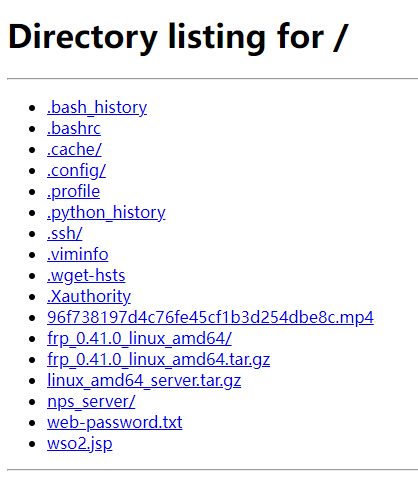 Directory listing for /
.bash_history
.bashrc
.cache/
.config/
.profile
.python_history
.ssh/
.viminfo
.wget-hsts
.Xauthority
96f738197d4c76fe45cf1b3d254dbe8c.mp4
frp_0.41.0_linux_amd64/
frp_0.41.0_linux_amd64.tar.gz
linux_amd64_server.tar.gz
nps_server/
web-password.txt
wso2.jsp